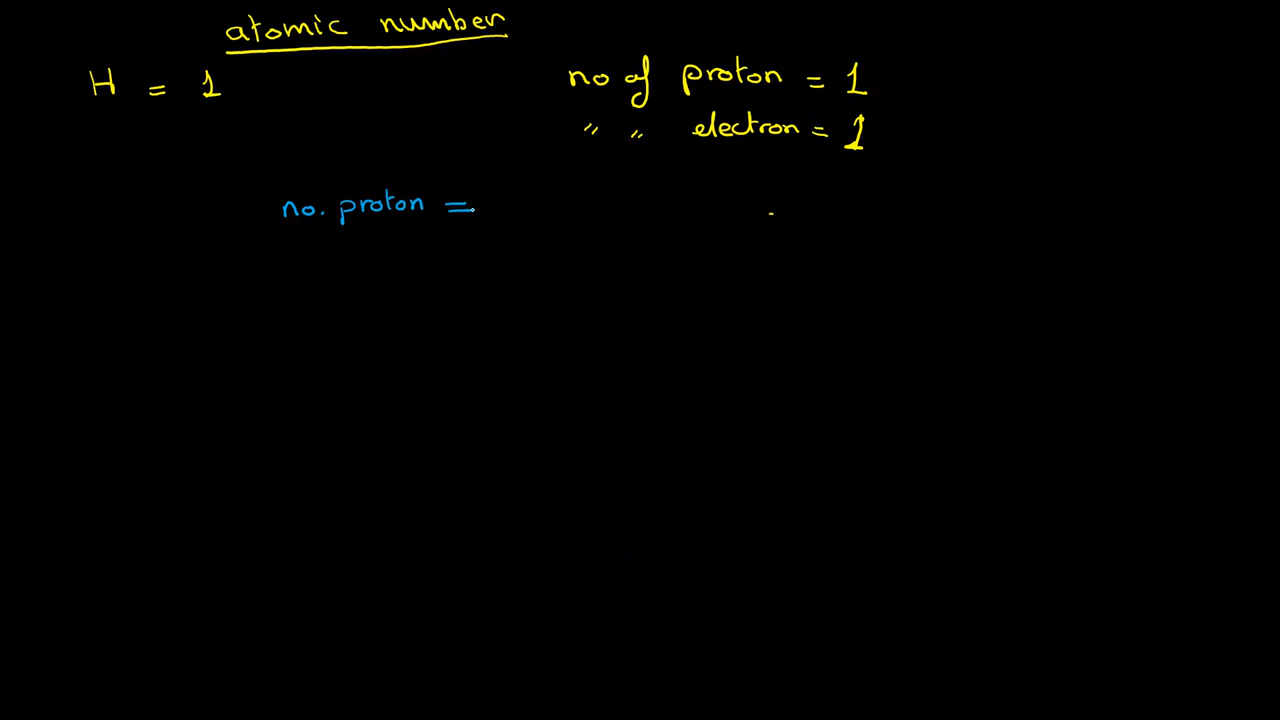 atomic number
H = 1
no of proton = 1
" " electron = 1
no. proton =